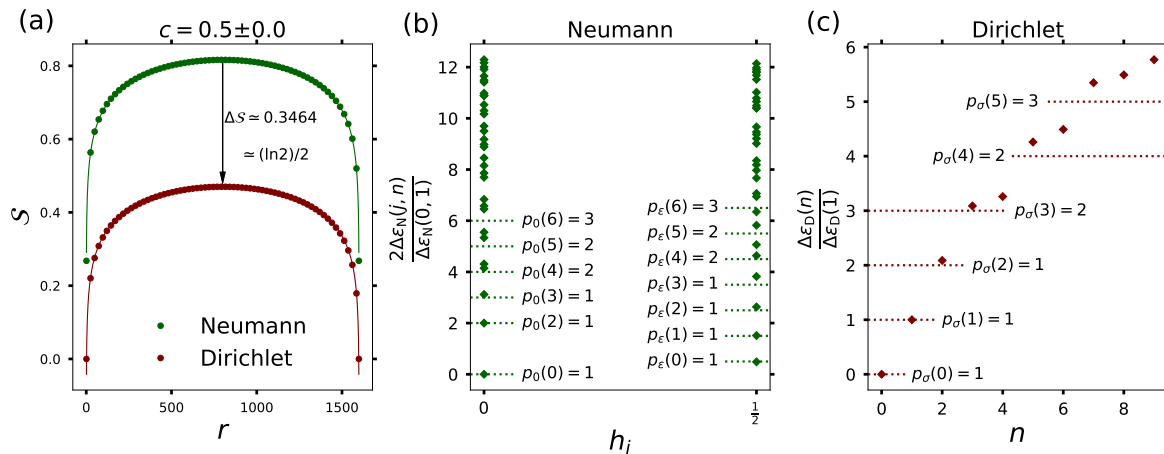 (a)
c = 0.5±0.0
0.8
0.6
0.4
0.2
0.0
S
ΔS ≃ 0.3464
≃ (ln2)/2
Neumann
Dirichlet
0
500
1000
1500
r
(b)
Neumann
12
10
8
6
4
2
0
2Δε_N(j, n)
Δε_N(0, 1)
p_0(6) = 3
p_0(5) = 2
p_0(4) = 2
p_0(3) = 1
p_0(2) = 1
p_0(0) = 1
p_ε(6) = 3
p_ε(5) = 2
p_ε(4) = 2
p_ε(3) = 1
p_ε(2) = 1
p_ε(1) = 1
p_ε(0) = 1
0
1/2
h_j
(c)
Dirichlet
6
5
4
3
2
1
0
Δε_D(n)
Δε_D(1)
p_σ(5) = 3
p_σ(4) = 2
p_σ(3) = 2
p_σ(2) = 1
p_σ(1) = 1
p_σ(0) = 1
0
2
4
6
8
n